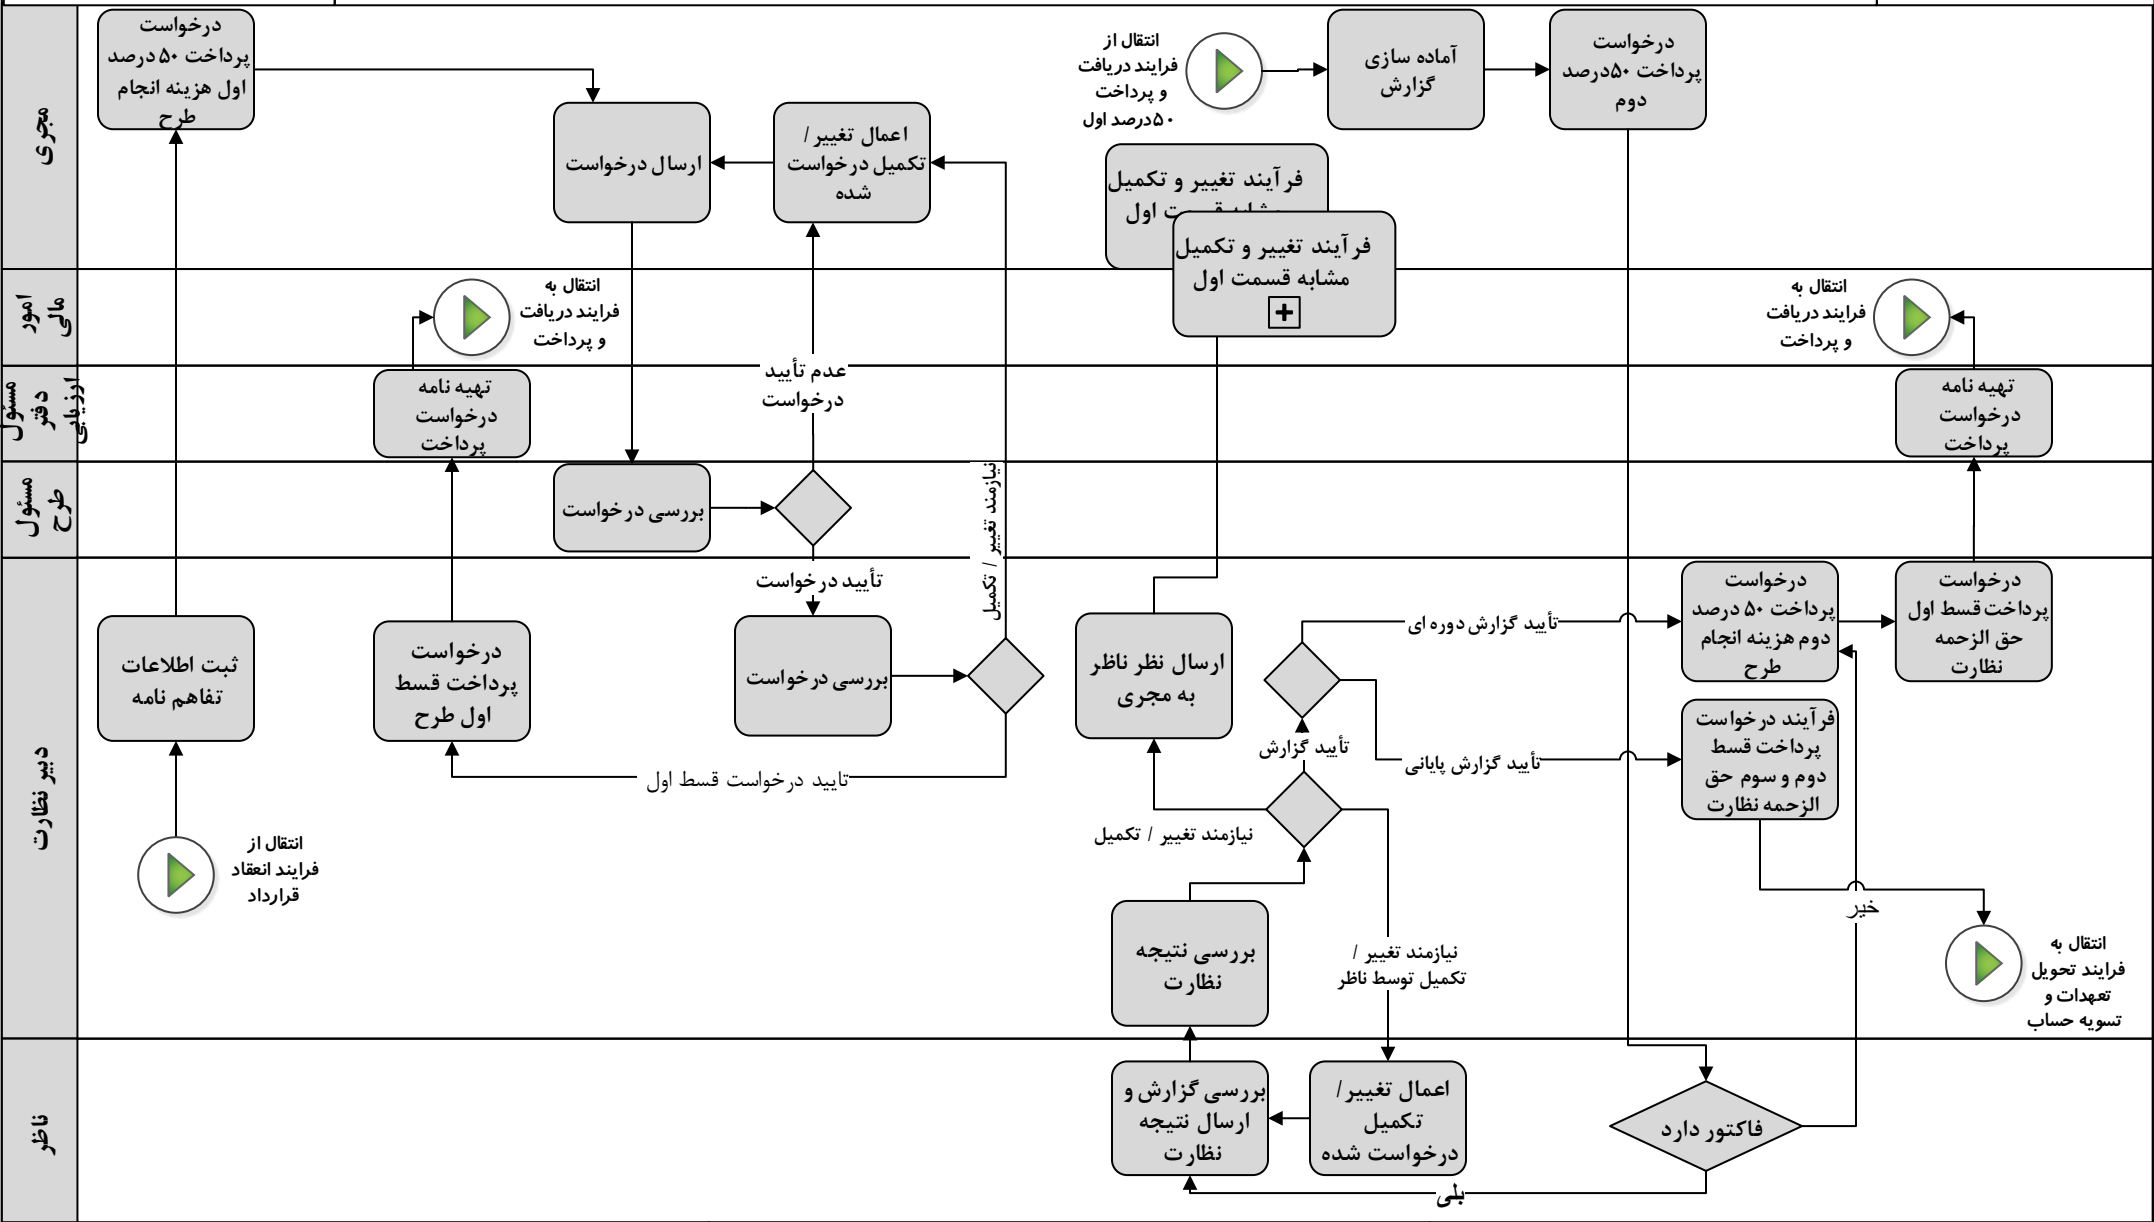 مجری
امور
مالی
مسئول
دفتر
ارزیابی
مسئول
طرح
دبیر نظارت
ناظر
درخواست
پرداخت ۵۰ درصد
اول هزینه انجام
طرح
ارسال درخواست
اعمال تغییر /
تکمیل درخواست
شده
انتقال از
فرایند دریافت
و پرداخت
۵۰درصد اول
آماده سازی
گزارش
درخواست
پرداخت ۵۰درصد
دوم
فرآیند تغییر و تکمیل
مشابه قسمت اول
فرآیند تغییر و تکمیل
مشابه قسمت اول
انتقال به
فرایند دریافت
و پرداخت
انتقال به
فرایند دریافت
و پرداخت
تهیه نامه
درخواست
پرداخت
عدم تأیید
درخواست
تهیه نامه
درخواست
پرداخت
بررسی درخواست
نیازمند تغییر / تکمیل
تأیید درخواست
ثبت اطلاعات
تفاهم نامه
درخواست
پرداخت قسط
اول طرح
بررسی درخواست
تایید درخواست قسط اول
انتقال از
فرایند انعقاد
قرارداد
ارسال نظر ناظر
به مجری
تأیید گزارش دوره ای
تأیید گزارش
تأیید گزارش پایانی
نیازمند تغییر / تکمیل
درخواست
پرداخت ۵۰ درصد
دوم هزینه انجام
طرح
درخواست
پرداخت قسط اول
حق الزحمه
نظارت
فرآیند درخواست
پرداخت قسط
دوم و سوم حق
الزحمه نظارت
خیر
بررسی نتیجه
نظارت
نیازمند تغییر /
تکمیل توسط ناظر
انتقال به
فرایند تحویل
تعهدات و
تسویه حساب
بررسی گزارش و
ارسال نتیجه
نظارت
اعمال تغییر /
تکمیل
درخواست شده
فاکتور دارد
بلی